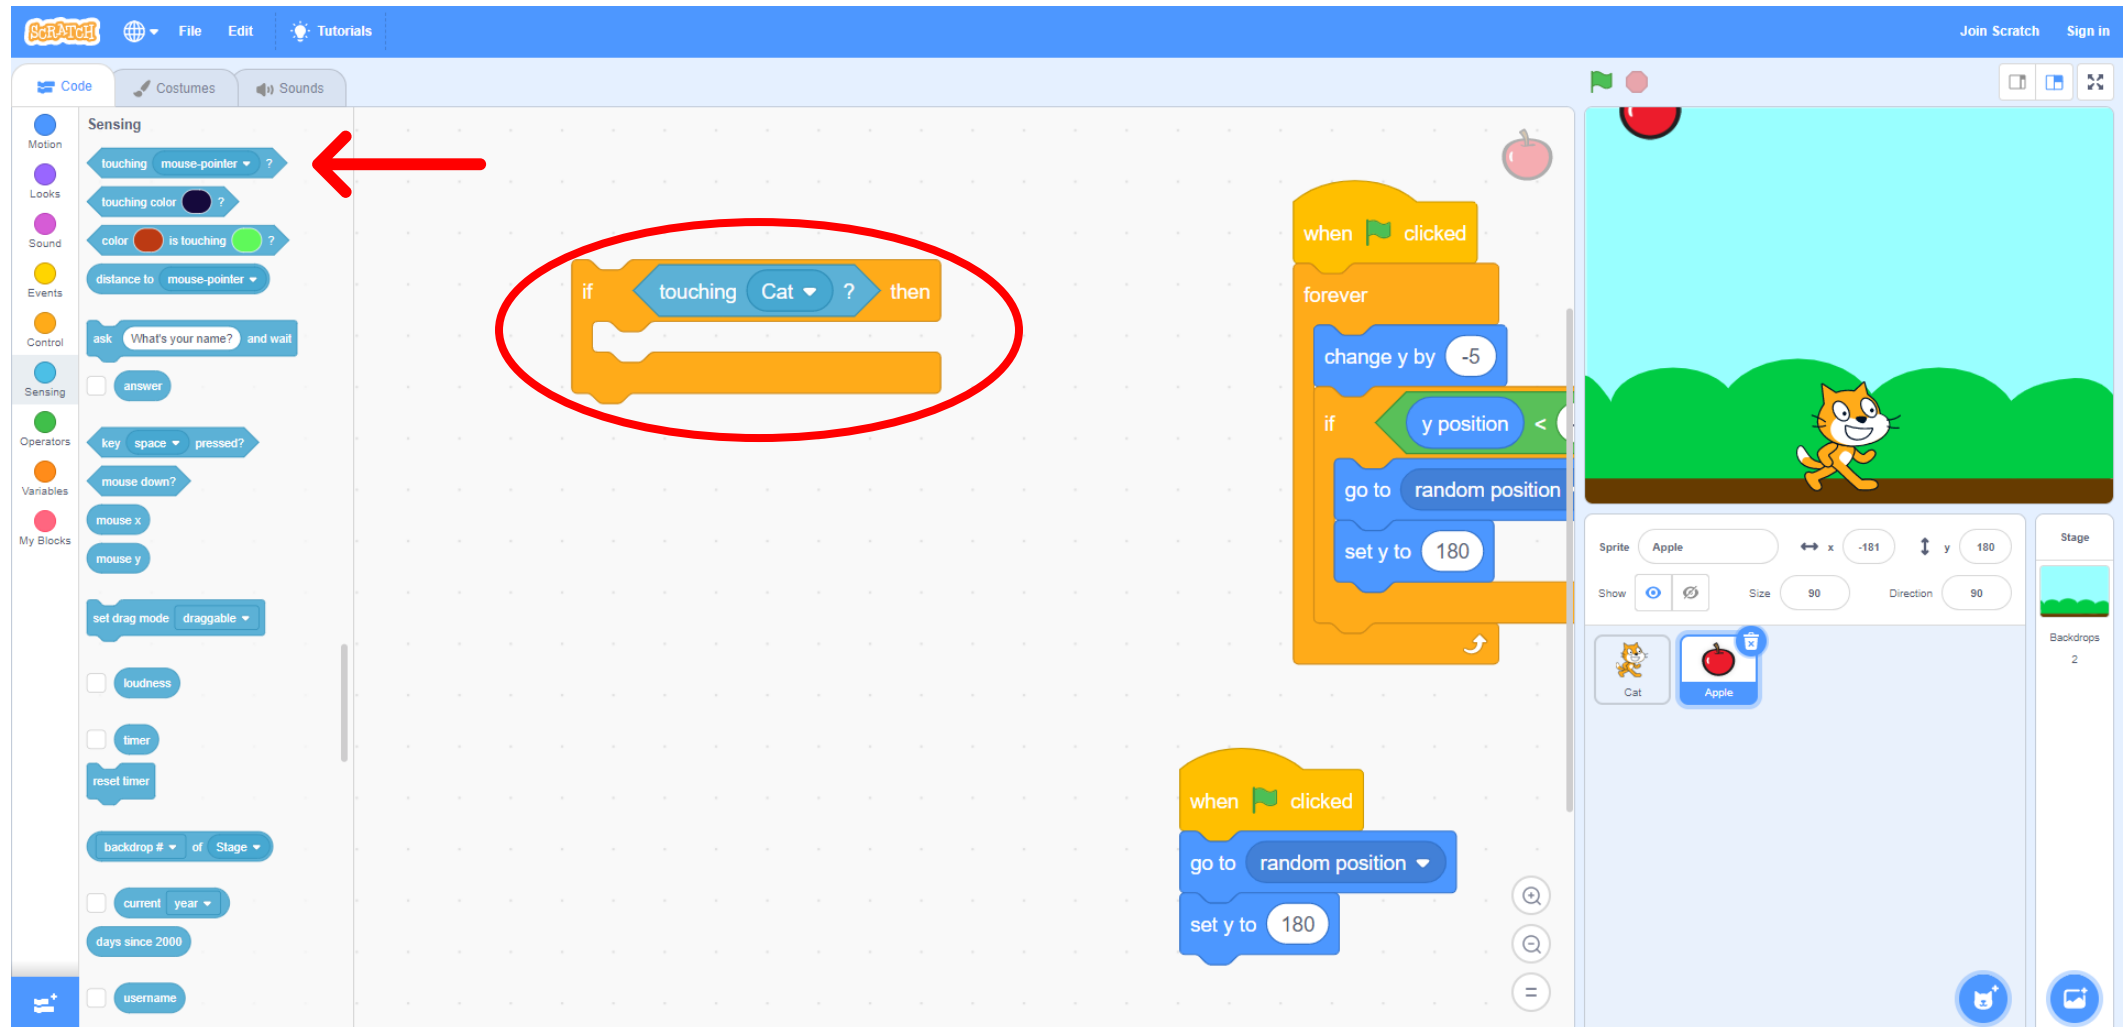 SCRATCH File Edit Tutorials Join Scratch Sign in
Code Costumes Sounds
Motion
Looks
Sound
Events
Control
Sensing
Operators
Variables
My Blocks
Sensing
touching mouse-pointer ?
touching color ?
color is touching ?
distance to mouse-pointer
ask What's your name? and wait
answer
key space pressed?
mouse down?
mouse x
mouse y
set drag mode draggable
loudness
timer
reset timer
backdrop # of Stage
current year
days since 2000
username
if touching Cat ? then
when clicked
forever
change y by -5
if y position <
go to random position
set y to 180
when clicked
go to random position
set y to 180
Sprite Apple x -181 y 180
Show Size 90 Direction 90
Cat
Apple
Stage
Backdrops
2